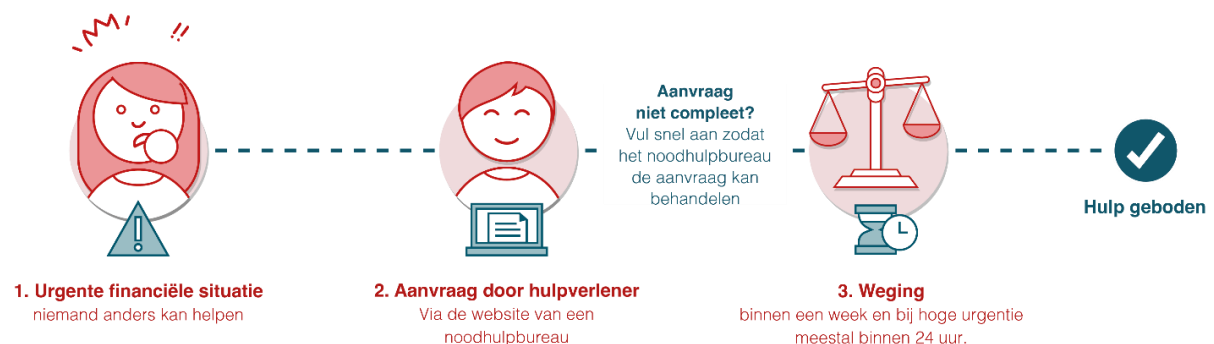 1. Urgente financiële situatie
niemand anders kan helpen
2. Aanvraag door hulpverlener
Via de website van een
noodhulpbureau
Aanvraag
niet compleet?
Vul snel aan zodat
het noodhulpbureau
de aanvraag kan
behandelen
3. Weging
binnen een week en bij hoge urgentie
meestal binnen 24 uur.
Hulp geboden